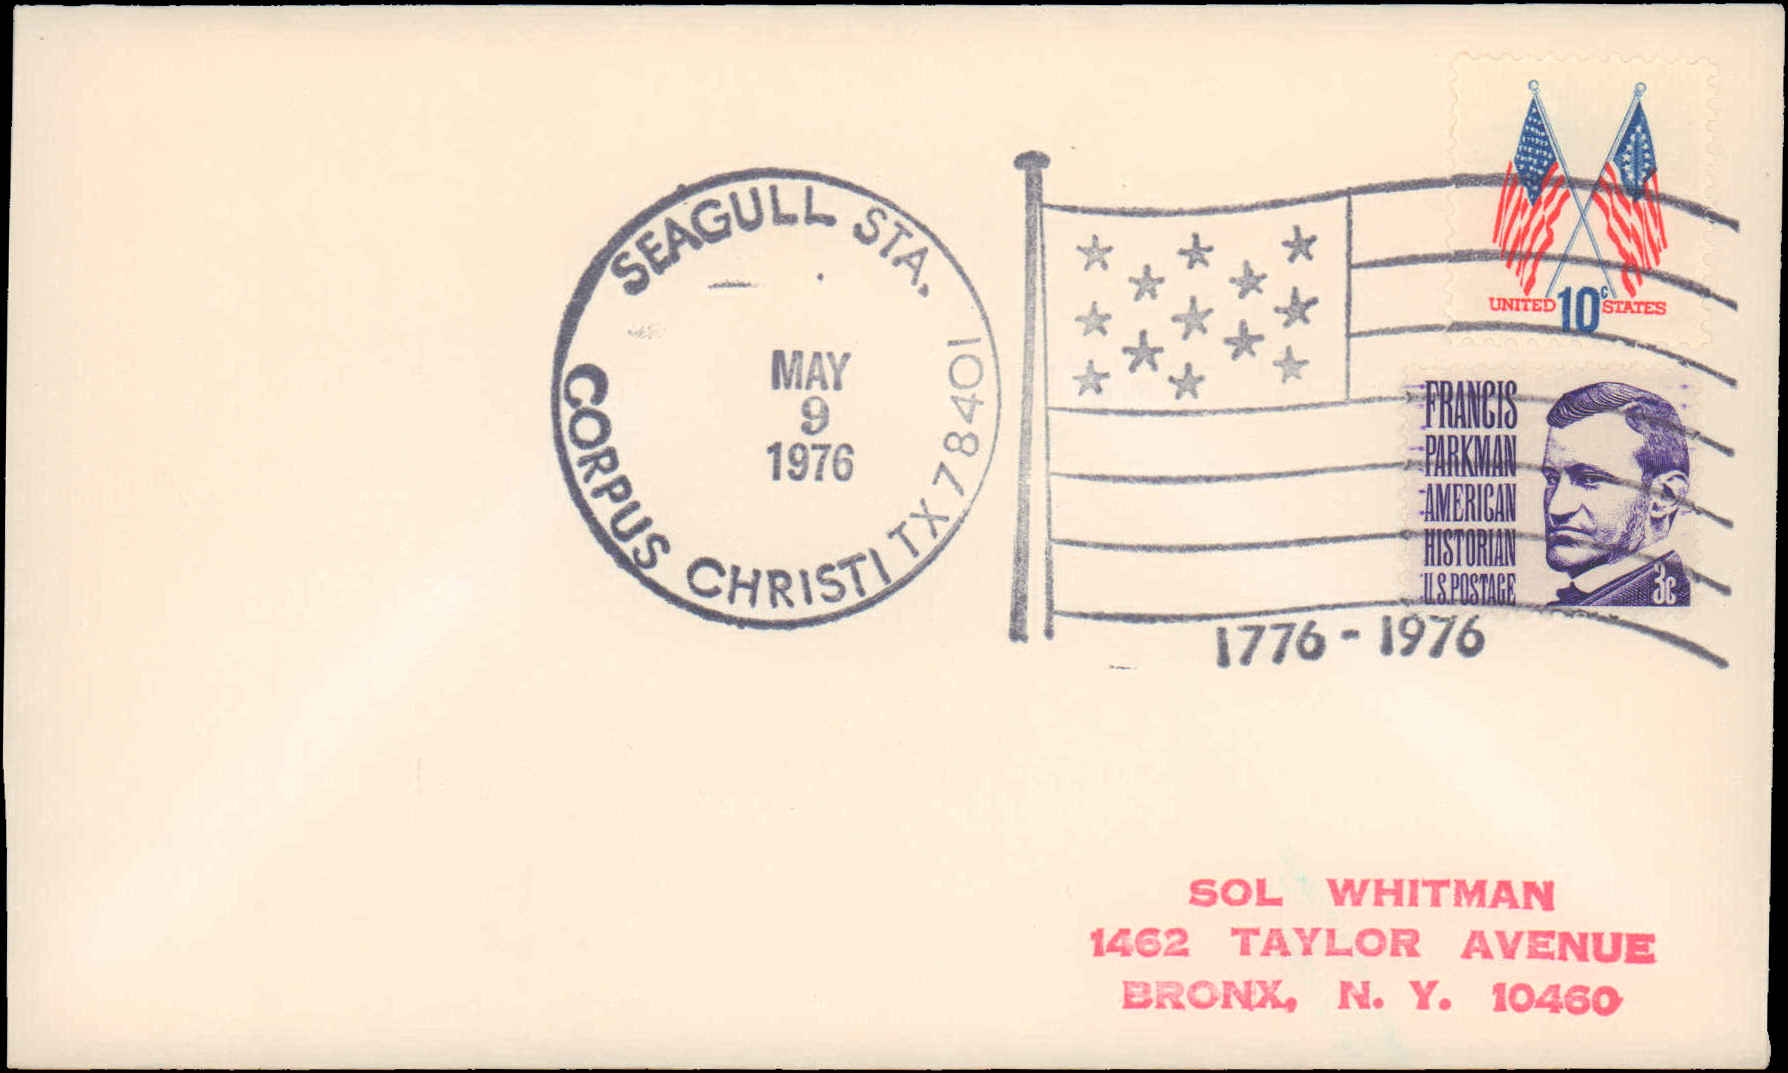 SEAGULL STA.
CORPUS CHRISTI TX 78401
MAY
9
1976
1776 - 1976
UNITED 10c STATES
FRANCIS
PARKMAN
AMERICAN
HISTORIAN
U.S. POSTAGE
3c
SOL WHITMAN
1462 TAYLOR AVENUE
BRONX, N. Y. 10460